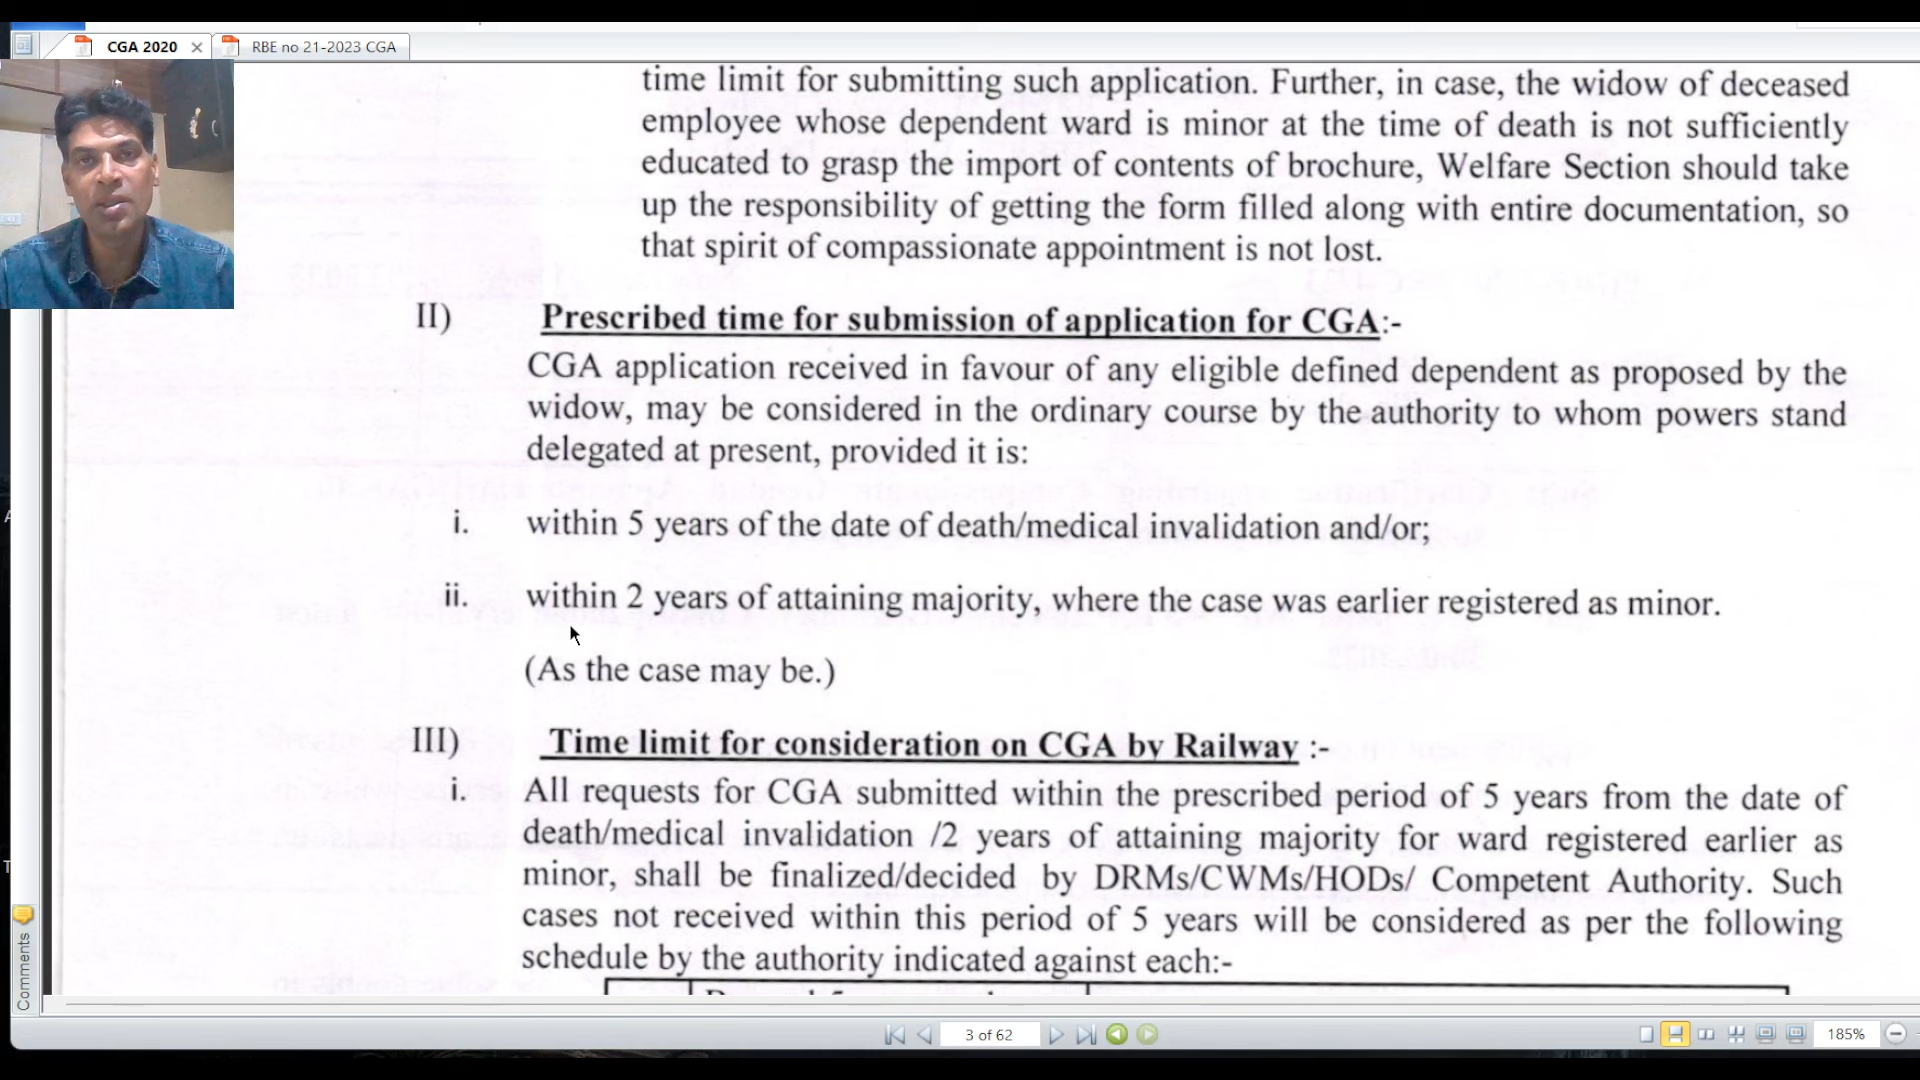 CGA 2020
RBE no 21-2023 CGA
time limit for submitting such application. Further, in case, the widow of deceased
employee whose dependent ward is minor at the time of death is not sufficiently
educated to grasp the import of contents of brochure, Welfare Section should take
up the responsibility of getting the form filled along with entire documentation, so
that spirit of compassionate appointment is not lost.
II) Prescribed time for submission of application for CGA:-
CGA application received in favour of any eligible defined dependent as proposed by the
widow, may be considered in the ordinary course by the authority to whom powers stand
delegated at present, provided it is:
i. within 5 years of the date of death/medical invalidation and/or;
ii. within 2 years of attaining majority, where the case was earlier registered as minor.
(As the case may be.)
III) Time limit for consideration on CGA by Railway :-
i. All requests for CGA submitted within the prescribed period of 5 years from the date of
death/medical invalidation /2 years of attaining majority for ward registered earlier as
minor, shall be finalized/decided by DRMs/CWMs/HODs/ Competent Authority. Such
cases not received within this period of 5 years will be considered as per the following
schedule by the authority indicated against each:-
Comments
3 of 62
185%